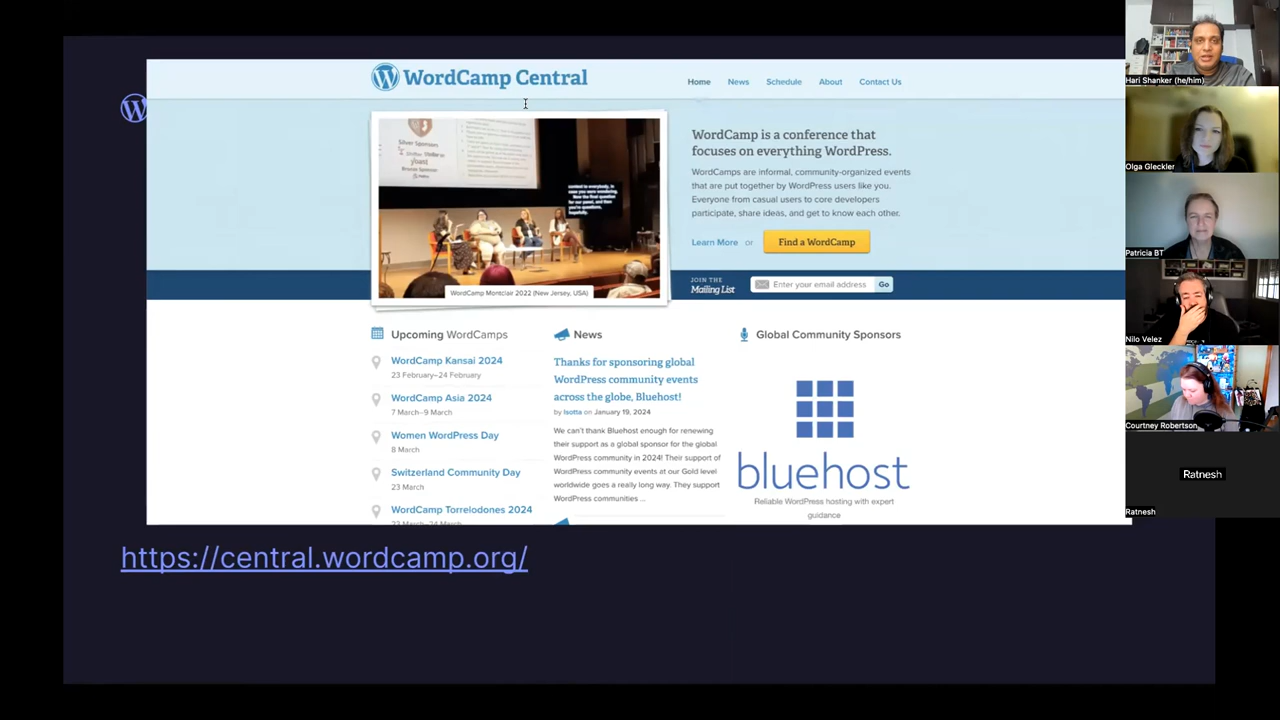 WordCamp Central
Home News Schedule About Contact Us
Silver Sponsors
yoast
Bronze Sponsor
WordCamp Montclair 2022 (New Jersey, USA)
WordCamp is a conference that
focuses on everything WordPress.
WordCamps are informal, community-organized events
that are put together by WordPress users like you.
Everyone from casual users to core developers
participate, share ideas, and get to know each other.
Learn More or Find a WordCamp
JOIN THE
Mailing List
Enter your email address Go
Upcoming WordCamps
WordCamp Kansai 2024
23 February–24 February
WordCamp Asia 2024
7 March–9 March
Women WordPress Day
8 March
Switzerland Community Day
23 March
WordCamp Torrelodones 2024
23 March–24 March
News
Thanks for sponsoring global
WordPress community events
across the globe, Bluehost!
by Isotta on January 19, 2024
We can't thank Bluehost enough for renewing
their support as a global sponsor for the global
WordPress community in 2024! Their support of
WordPress community events at our Gold level
worldwide goes a really long way. They support
WordPress communities ...
Global Community Sponsors
bluehost
Reliable WordPress hosting with expert
guidance
https://central.wordcamp.org/
Hari Shanker (he/him)
Olga Gleckler
Patricia BT
Nilo Velez
Courtney Robertson
Ratnesh
Ratnesh